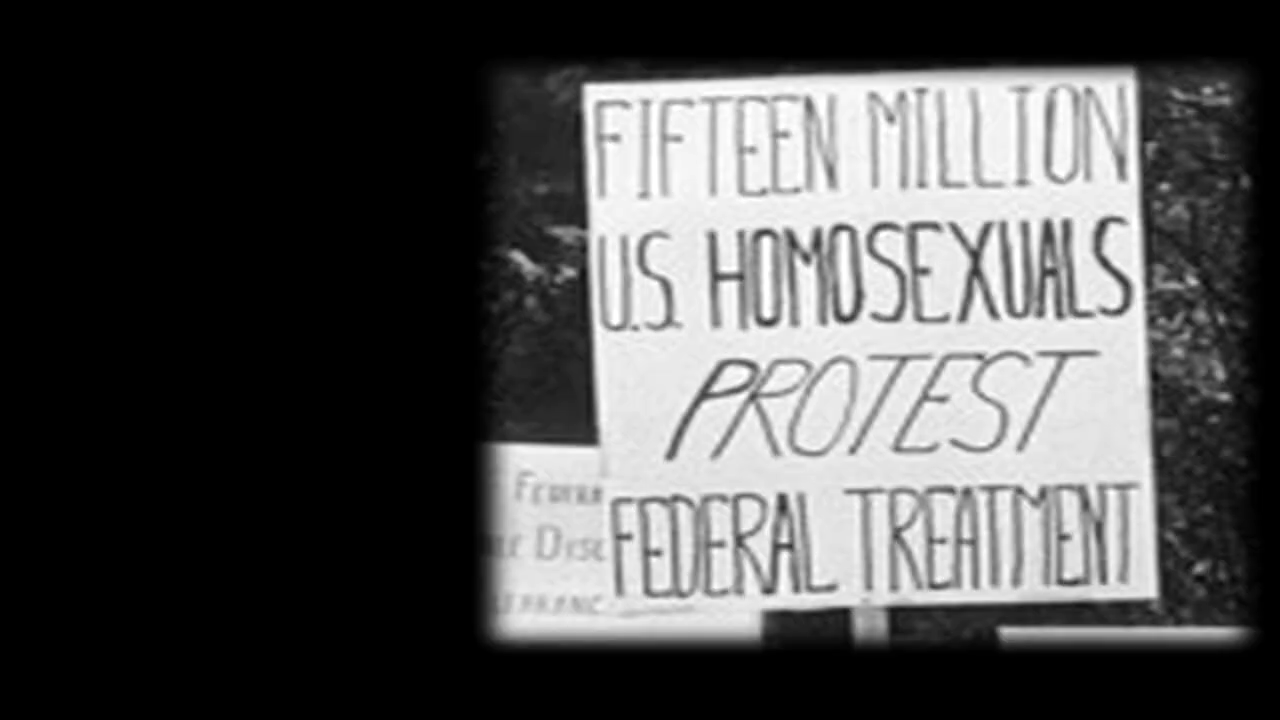 FIFTEEN MILLION
U.S. HOMOSEXUALS
PROTEST
FEDERAL TREATMENT